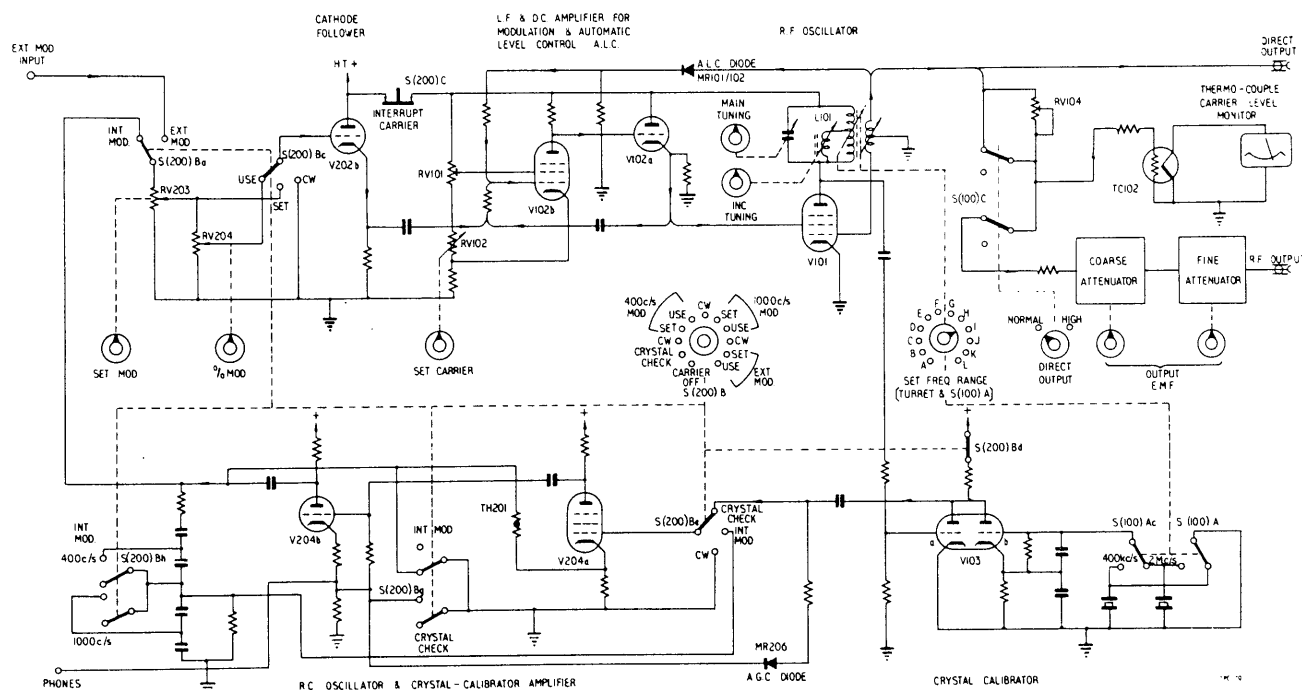 CATHODE
FOLLOWER
L.F. & D.C. AMPLIFIER FOR
MODULATION & AUTOMATIC
LEVEL CONTROL A.L.C.
R.F OSCILLATOR
EXT MOD
INPUT
HT+
S(200)C
INTERRUPT
CARRIER
A.L.C DIODE
MR101/102
DIRECT
OUTPUT
THERMO-COUPLE
CARRIER LEVEL
MONITOR
INT
MOD
EXT
MOD
S(200)Ba
S(200)Bc
USE
SET
CW
V202b
RV203
RV204
RV101
V102b
RV102
V102a
MAIN
TUNING
INC
TUNING
L101
V101
RV104
S(100)C
TC102
COARSE
ATTENUATOR
FINE
ATTENUATOR
R.F OUTPUT
SET MOD
% MOD
SET CARRIER
400c/s
MOD
1000c/s
MOD
CW
USE
SET
SET
USE
CW
CW
CRYSTAL
CHECK
SET
USE
EXT
MOD
CARRIER
OFF
S(200)B
A
B
C
D
E
F
G
H
I
J
K
L
SET FREQ RANGE
(TURRET & S(100)A)
NORMAL
HIGH
DIRECT
OUTPUT
OUTPUT
E.M.F
+
+
+
S(200)Bd
V204b
TH201
V204a
S(200)Be
CRYSTAL
CHECK
INT
MOD
CW
INT
MOD
400c/s
S(200)Bh
1000c/s
INT MOD
S(200)Bg
CRYSTAL
CHECK
a
b
V103
S(100)Ac
S(100)A
400kc/s
2Mc/s
MR206
A.G.C DIODE
PHONES
R.C OSCILLATOR & CRYSTAL-CALIBRATOR AMPLIFIER
CRYSTAL CALIBRATOR